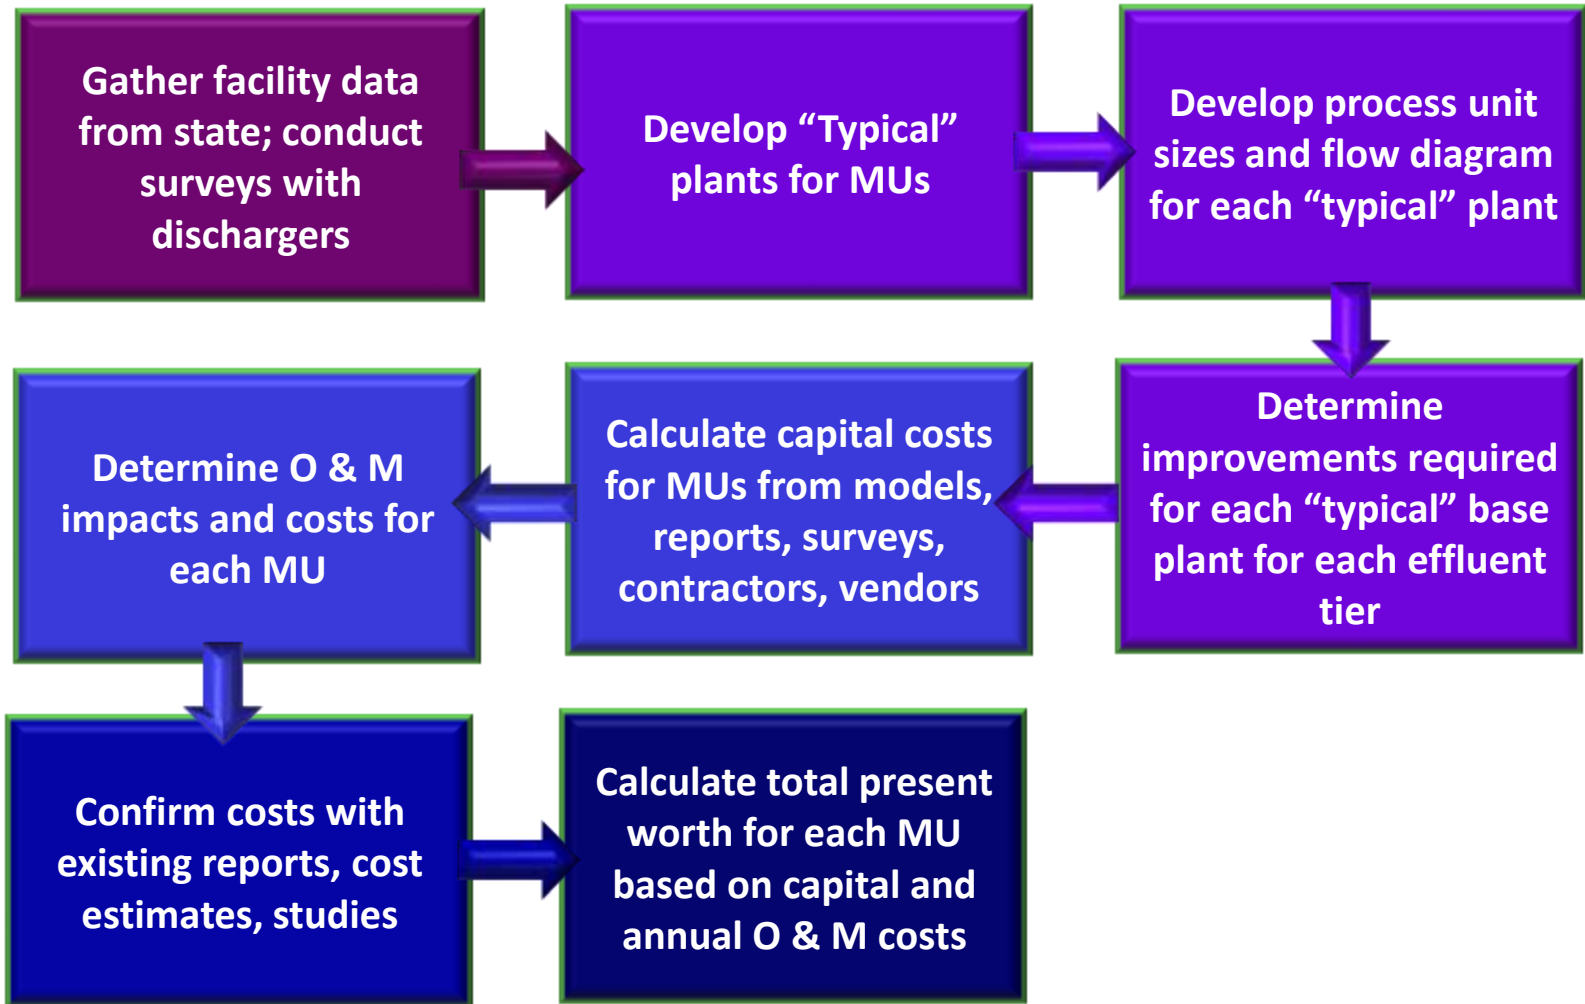 Gather facility data
from state; conduct
surveys with
dischargers
Develop “Typical”
plants for MUs
Develop process unit
sizes and flow diagram
for each “typical” plant
Determine
improvements required
for each “typical” base
plant for each effluent
tier
Calculate capital costs
for MUs from models,
reports, surveys,
contractors, vendors
Determine O & M
impacts and costs for
each MU
Confirm costs with
existing reports, cost
estimates, studies
Calculate total present
worth for each MU
based on capital and
annual O & M costs